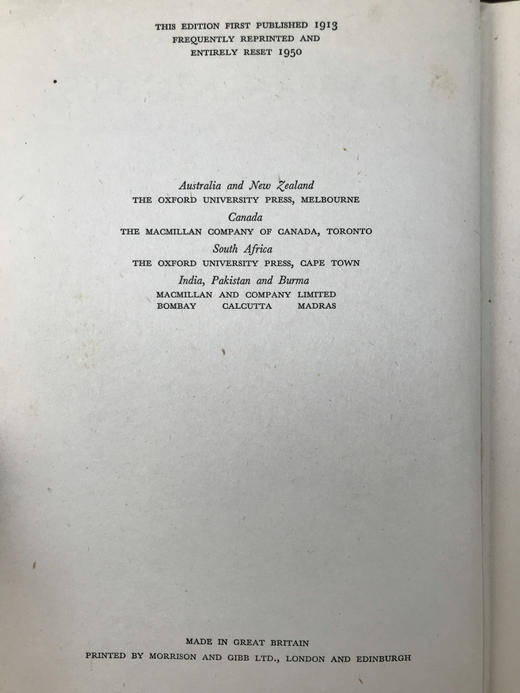 THIS EDITION FIRST PUBLISHED 1913
FREQUENTLY REPRINTED AND
ENTIRELY RESET 1950
Australia and New Zealand
THE OXFORD UNIVERSITY PRESS, MELBOURNE
Canada
THE MACMILLAN COMPANY OF CANADA, TORONTO
South Africa
THE OXFORD UNIVERSITY PRESS, CAPE TOWN
India, Pakistan and Burma
MACMILLAN AND COMPANY LIMITED
BOMBAY CALCUTTA MADRAS
MADE IN GREAT BRITAIN
PRINTED BY MORRISON AND GIBB LTD., LONDON AND EDINBURGH